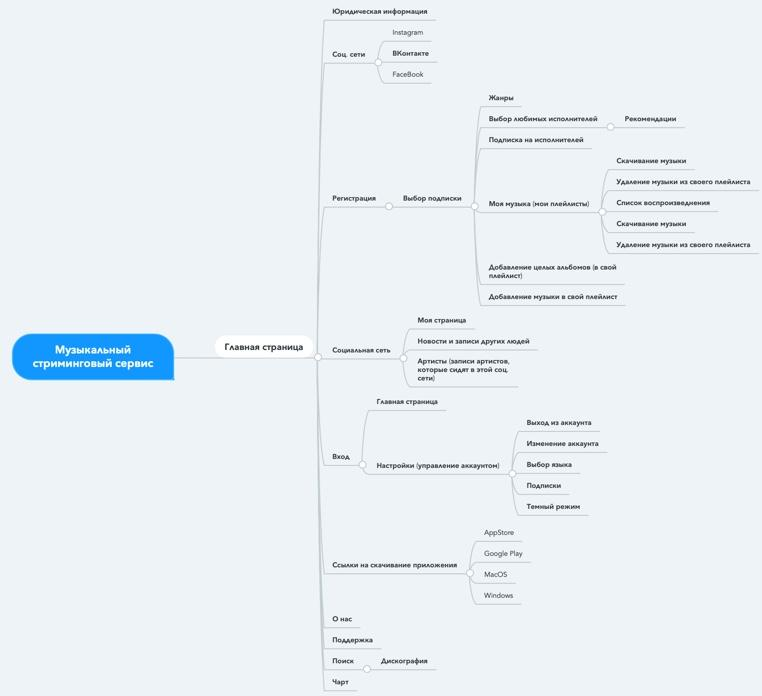 Юридическая информация
Соц. сети
Instagram
ВКонтакте
FaceBook
Жанры
Выбор любимых исполнителей
Рекомендации
Подписка на исполнителей
Регистрация
Выбор подписки
Моя музыка (мои плейлисты)
Скачивание музыки
Удаление музыки из своего плейлиста
Список воспроизведнения
Скачивание музыки
Удаление музыки из своего плейлиста
Добавление целых альбомов (в свой
плейлист)
Добавление музыки в свой плейлист
Музыкальный
стриминговый сервис
Главная страница
Социальная сеть
Моя страница
Новости и записи других людей
Артисты (записи артистов,
которые сидят в этой соц.
сети)
Вход
Главная страница
Настройки (управление аккаунтом)
Выход из аккаунта
Изменение аккаунта
Выбор языка
Подписки
Темный режим
Ссылки на скачивание приложения
AppStore
Google Play
MacOS
Windows
О нас
Поддержка
Поиск
Дискография
Чарт